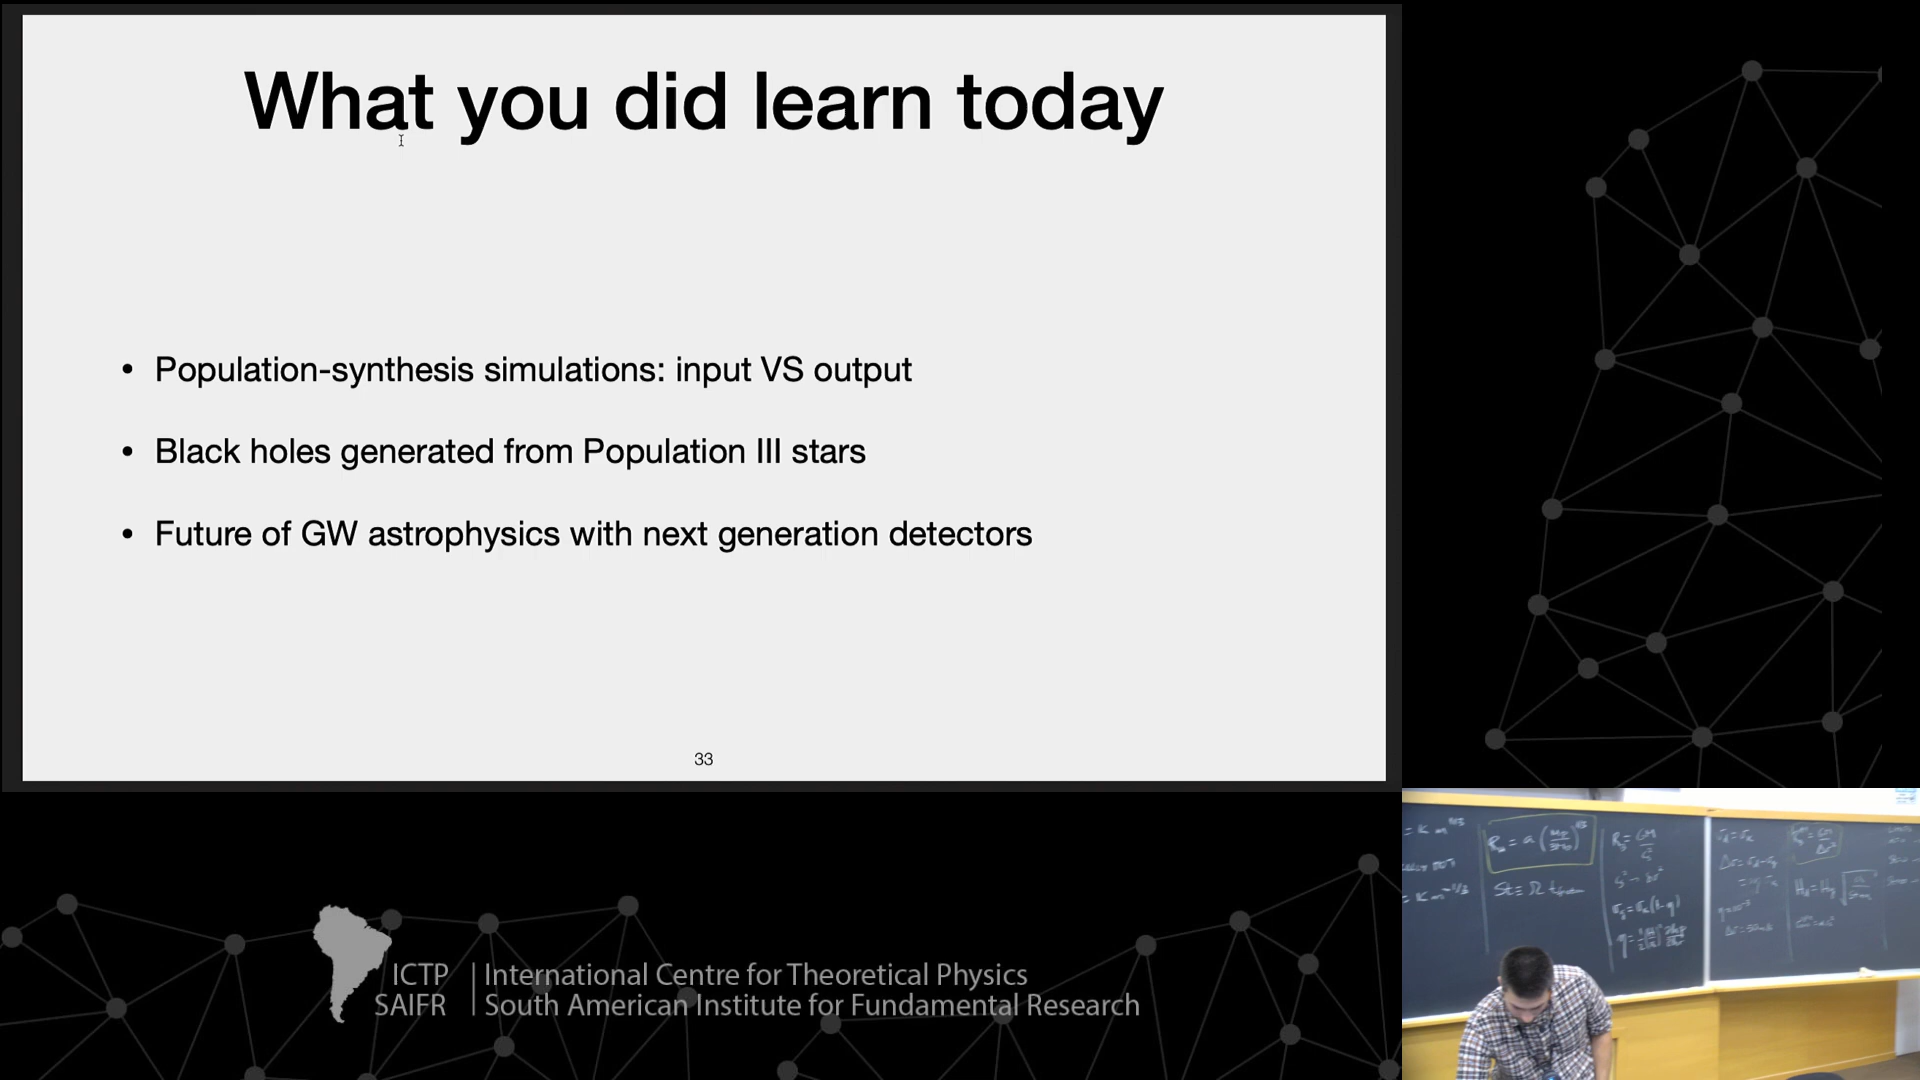 What you did learn today
• Population-synthesis simulations: input VS output
• Black holes generated from Population III stars
• Future of GW astrophysics with next generation detectors
33
ICTP | International Centre for Theoretical Physics
SAIFR | South American Institute for Fundamental Research